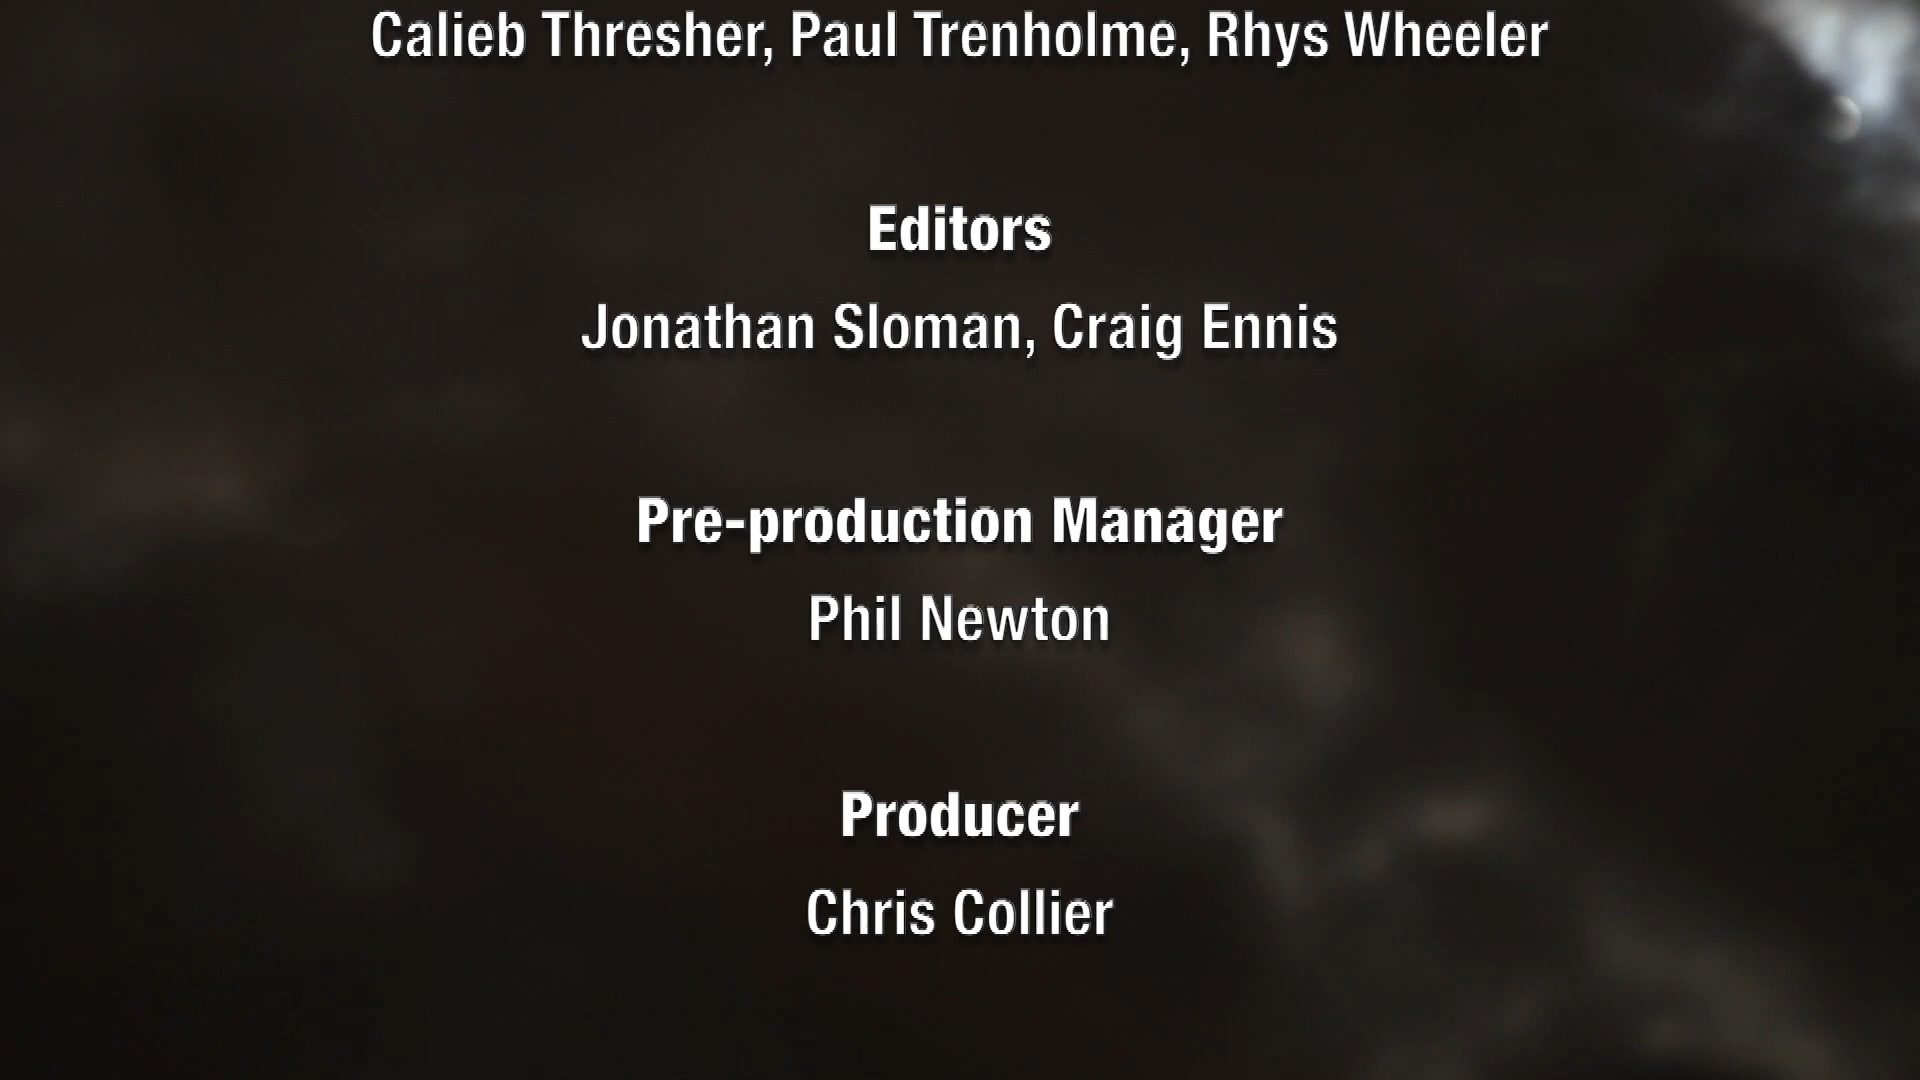 Calieb Thresher, Paul Trenholme, Rhys Wheeler
Editors
Jonathan Sloman, Craig Ennis
Pre-production Manager
Phil Newton
Producer
Chris Collier